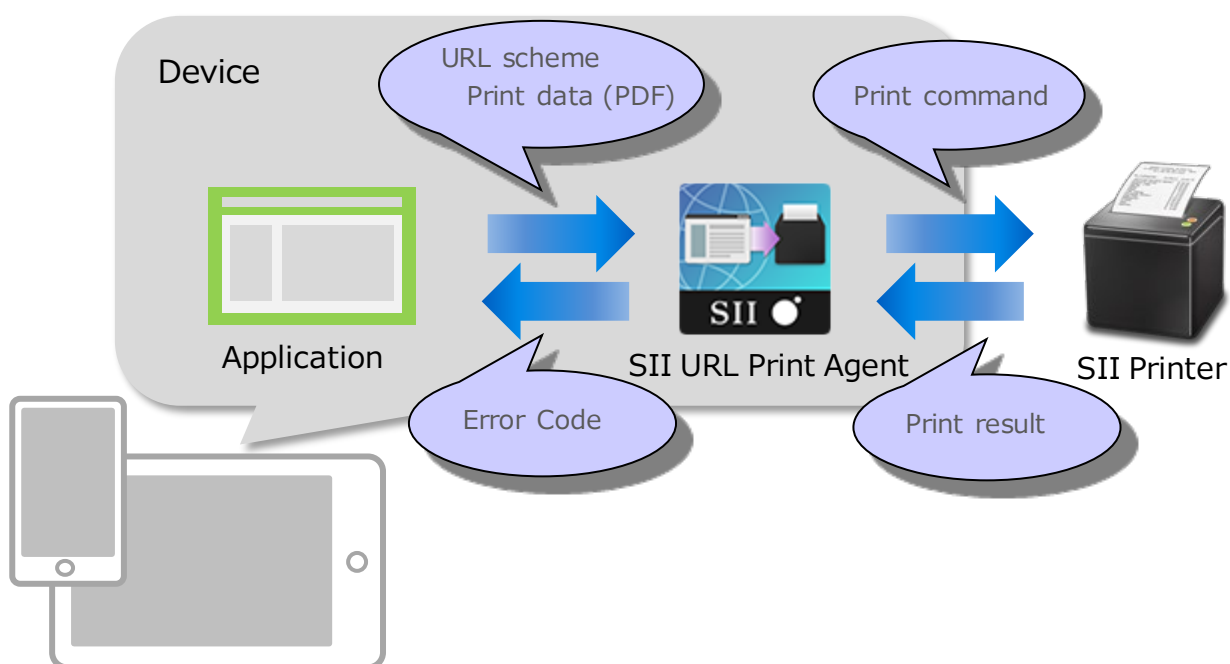 Device
URL scheme
Print data (PDF)
Print command
SII
Application
SII URL Print Agent
SII Printer
Error Code
Print result